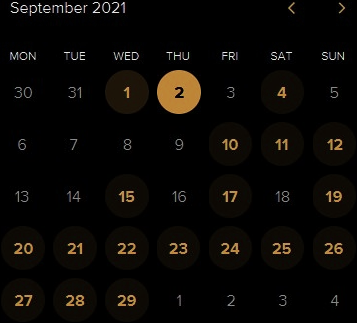 September 2021
MON TUE WED THU FRI SAT SUN
30 31 1 2 3 4 5
6 7 8 9 10 11 12
13 14 15 16 17 18 19
20 21 22 23 24 25 26
27 28 29 1 2 3 4